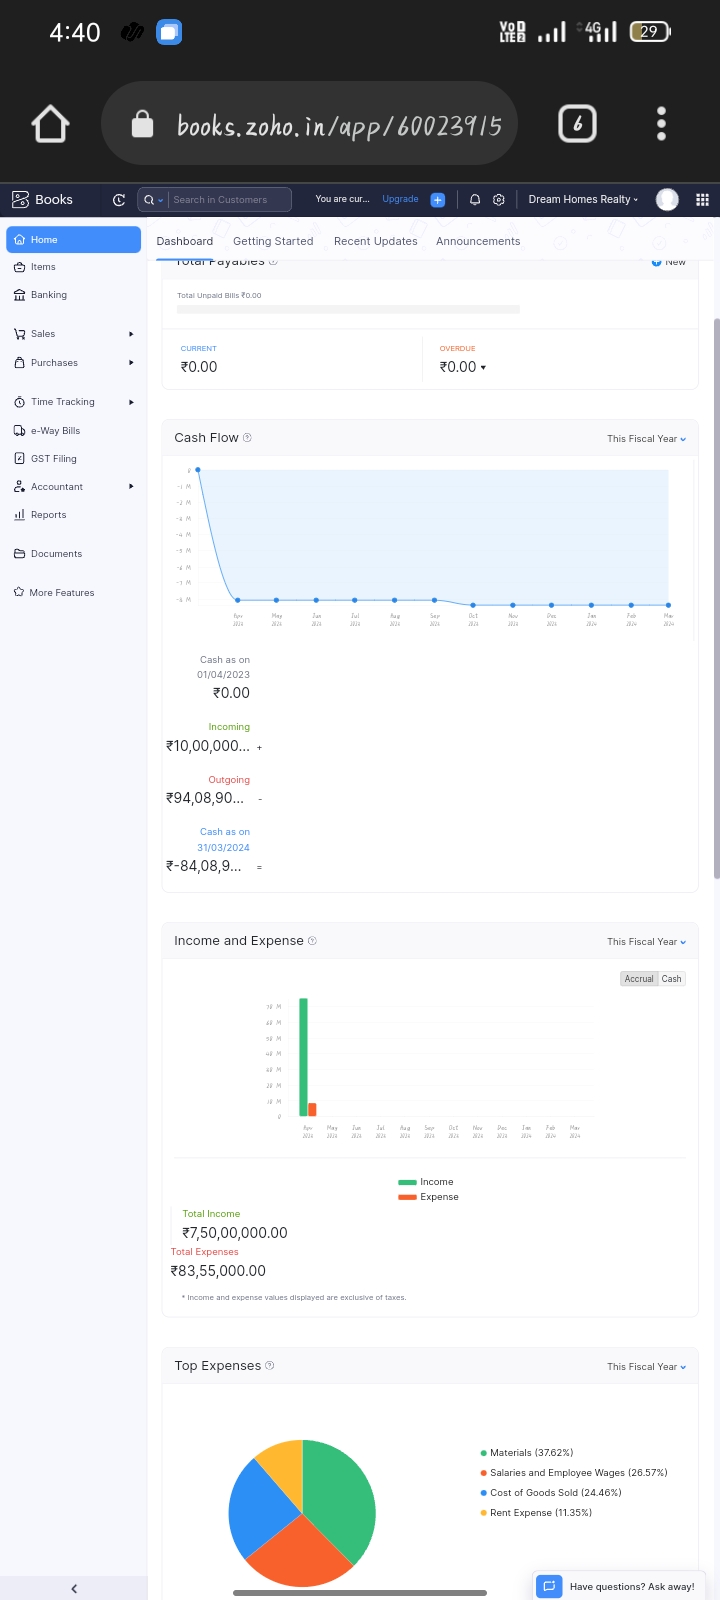 4:40
Vo 1
LTE 2
4G
29
books.zoho.in/app/60023915
6
Books
Search in Customers
You are cur...
Upgrade
Dream Homes Realty
Home
Items
Banking
Sales
Purchases
Time Tracking
e-Way Bills
GST Filing
Accountant
Reports
Documents
More Features
Dashboard Getting Started Recent Updates Announcements
Total Payables
New
Total Unpaid Bills ₹0.00
CURRENT
₹0.00
OVERDUE
₹0.00
Cash Flow
This Fiscal Year
0
-1 M
-2 M
-3 M
-4 M
-5 M
-6 M
-7 M
-8 M
Apr May Jun Jul Aug Sep Oct Nov Dec Jan Feb Mar
2023 2023 2023 2023 2023 2023 2023 2023 2023 2024 2024 2024
Cash as on
01/04/2023
₹0.00
Incoming
₹10,00,000... +
Outgoing
₹94,08,90... -
Cash as on
31/03/2024
₹-84,08,9... =
Income and Expense
This Fiscal Year
Accrual Cash
70 M
60 M
50 M
40 M
30 M
20 M
10 M
0
Apr May Jun Jul Aug Sep Oct Nov Dec Jan Feb Mar
2023 2023 2023 2023 2023 2023 2023 2023 2023 2024 2024 2024
Income
Expense
Total Income
₹7,50,00,000.00
Total Expenses
₹83,55,000.00
* Income and expense values displayed are exclusive of taxes.
Top Expenses
This Fiscal Year
Materials (37.62%)
Salaries and Employee Wages (26.57%)
Cost of Goods Sold (24.46%)
Rent Expense (11.35%)
Have questions? Ask away!